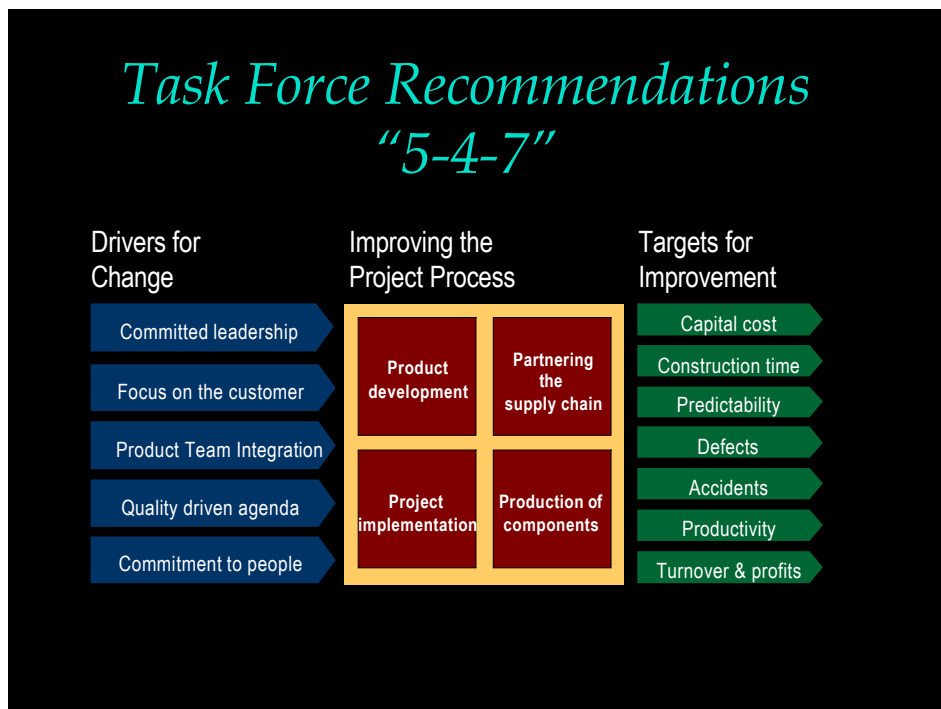 Task Force Recommendations
“5-4-7”
Drivers for
Change
Committed leadership
Focus on the customer
Product Team Integration
Quality driven agenda
Commitment to people
Improving the
Project Process
Product
development
Partnering
the
supply chain
Project
implementation
Production of
components
Targets for
Improvement
Capital cost
Construction time
Predictability
Defects
Accidents
Productivity
Turnover & profits